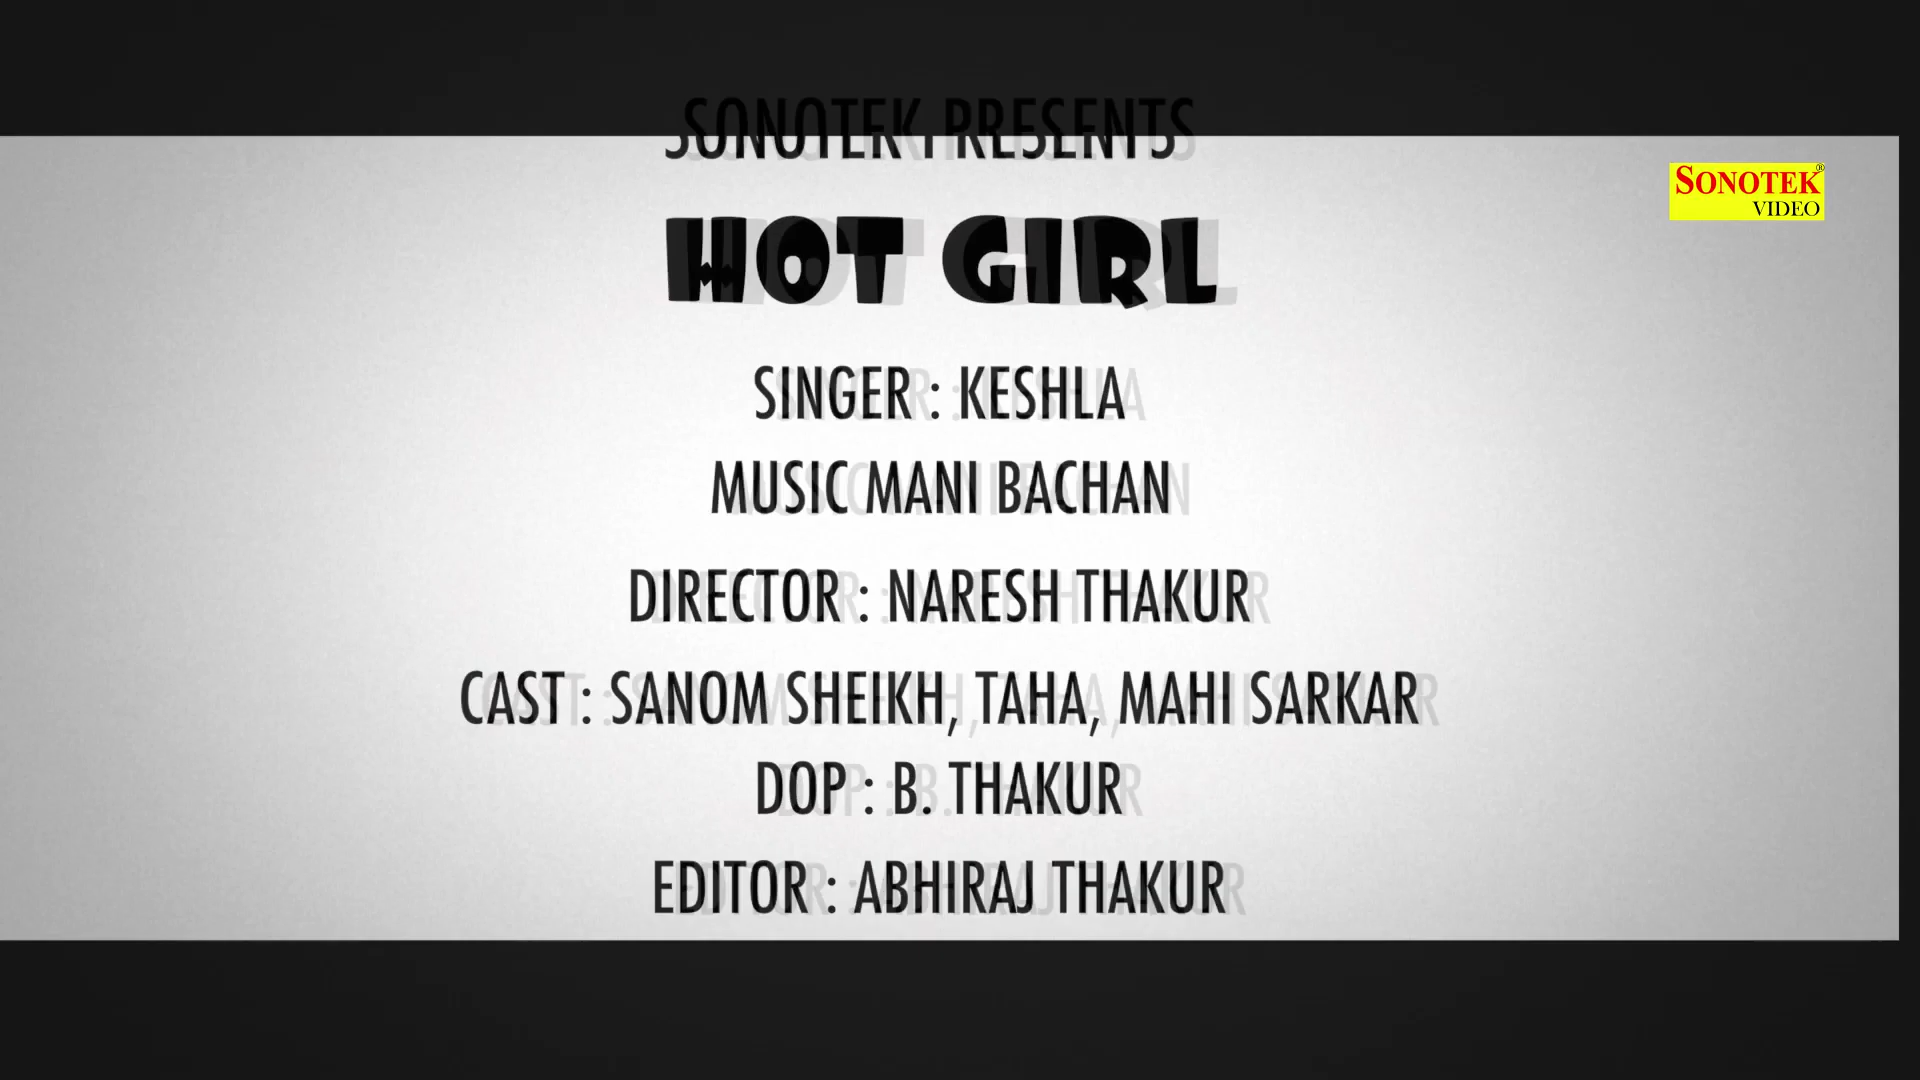 SONOTEK PRESENTS
SONOTEK®
VIDEO
HOT GIRL
SINGER : KESHLA
MUSIC MANI BACHAN
DIRECTOR : NARESH THAKUR
CAST : SANOM SHEIKH, TAHA, MAHI SARKAR
DOP : B. THAKUR
EDITOR : ABHIRAJ THAKUR